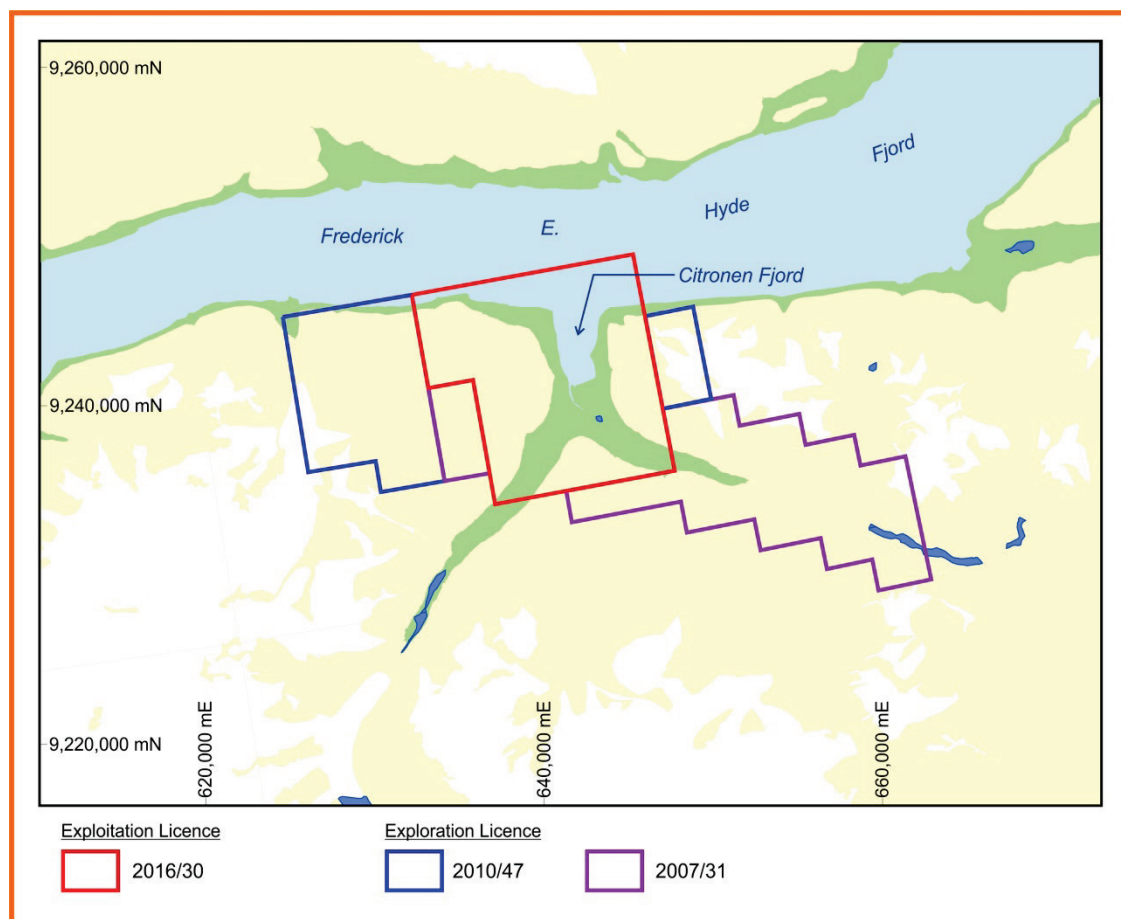 9,260,000 mN
Fjord
Hyde
E.
Frederick
Citronen Fjord
9,240,000 mN
9,220,000 mN
620,000 mE
640,000 mE
660,000 mE
Exploitation Licence
2016/30
Exploration Licence
2010/47
2007/31